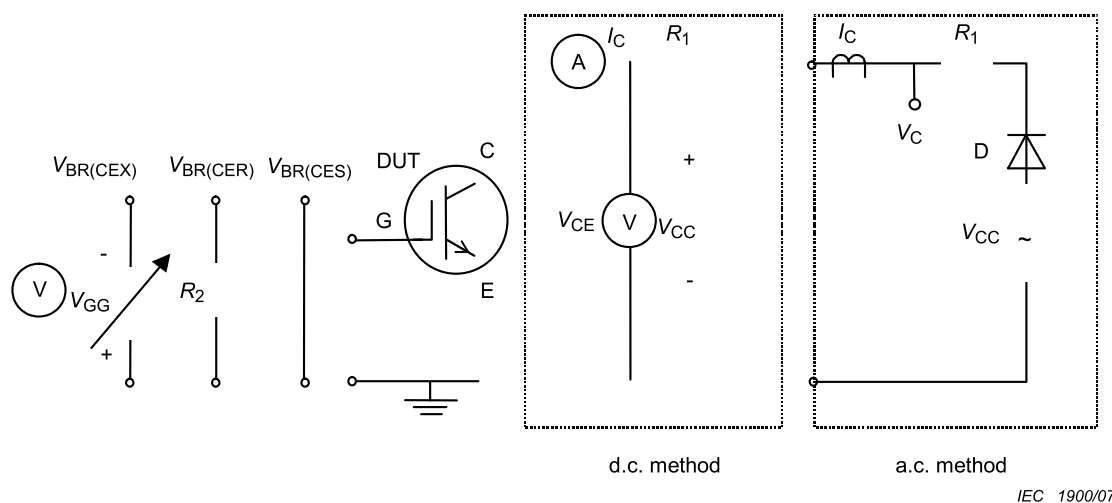 V_BR(CEX)
V_BR(CER)
V_BR(CES)
-
V
V_GG
+
R_2
DUT
C
G
E
A
I_C
R_1
+
V_CE
V
V_CC
-
d.c. method
I_C
R_1
V_C
D
V_CC
~
a.c. method
IEC 1900/07